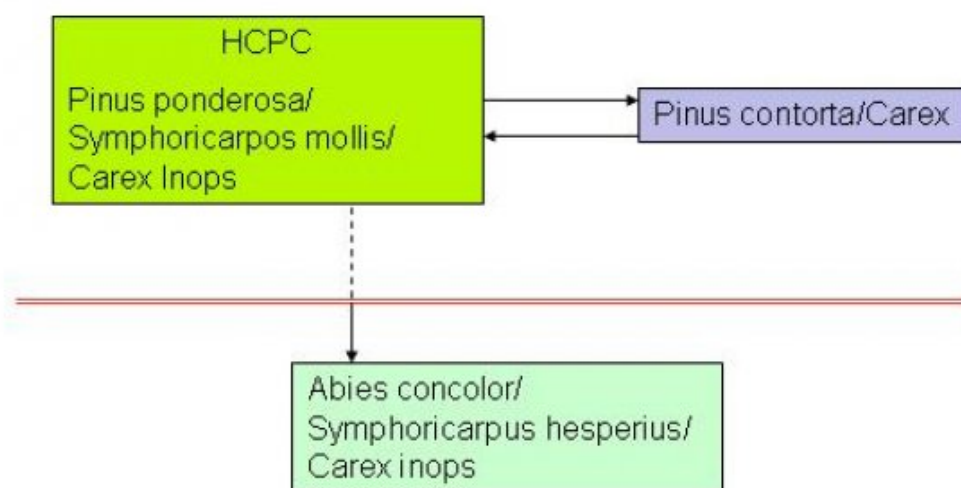 HCPC
Pinus ponderosa/
Symphoricarpos mollis/
Carex Inops
Pinus contorta/Carex
Abies concolor/
Symphoricarpus hesperius/
Carex inops